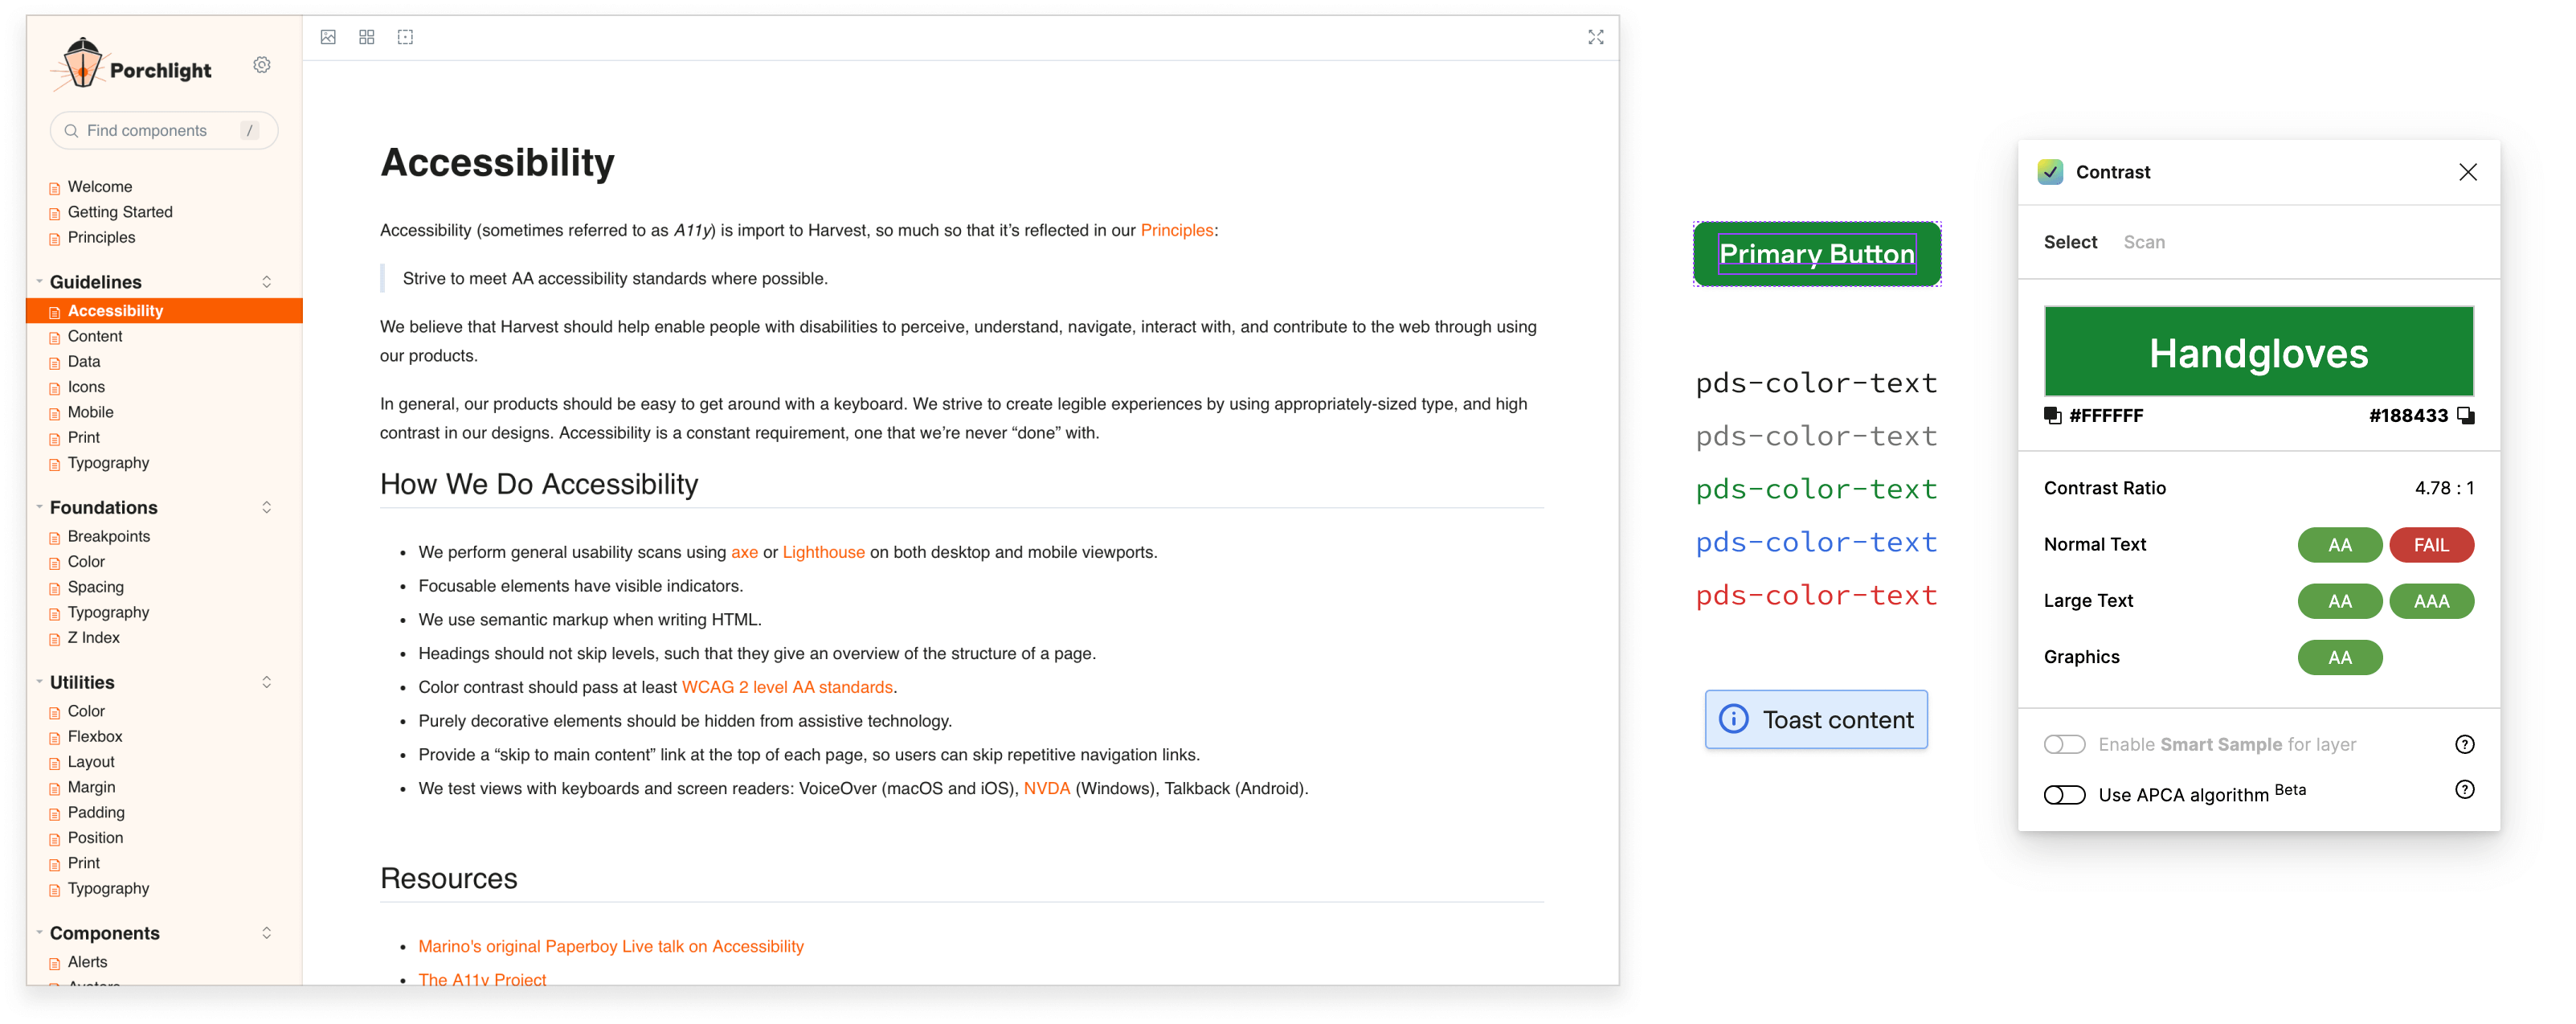 Porchlight
Find components /
Welcome
Getting Started
Principles
Guidelines
Accessibility
Content
Data
Icons
Mobile
Print
Typography
Foundations
Breakpoints
Color
Spacing
Typography
Z Index
Utilities
Color
Flexbox
Layout
Margin
Padding
Position
Print
Typography
Components
Alerts
Accessibility
Accessibility (sometimes referred to as A11y) is import to Harvest, so much so that it’s reflected in our Principles:
Strive to meet AA accessibility standards where possible.
We believe that Harvest should help enable people with disabilities to perceive, understand, navigate, interact with, and contribute to the web through using
our products.
In general, our products should be easy to get around with a keyboard. We strive to create legible experiences by using appropriately-sized type, and high
contrast in our designs. Accessibility is a constant requirement, one that we’re never “done” with.
How We Do Accessibility
• We perform general usability scans using axe or Lighthouse on both desktop and mobile viewports.
• Focusable elements have visible indicators.
• We use semantic markup when writing HTML.
• Headings should not skip levels, such that they give an overview of the structure of a page.
• Color contrast should pass at least WCAG 2 level AA standards.
• Purely decorative elements should be hidden from assistive technology.
• Provide a “skip to main content” link at the top of each page, so users can skip repetitive navigation links.
• We test views with keyboards and screen readers: VoiceOver (macOS and iOS), NVDA (Windows), Talkback (Android).
Resources
• Marino's original Paperboy Live talk on Accessibility
• The A11y Project
Primary Button
pds-color-text
pds-color-text
pds-color-text
pds-color-text
pds-color-text
Toast content
Contrast
Select Scan
Handgloves
#FFFFFF #188433
Contrast Ratio 4.78 : 1
Normal Text AA FAIL
Large Text AA AAA
Graphics AA
Enable Smart Sample for layer ?
Use APCA algorithm Beta ?